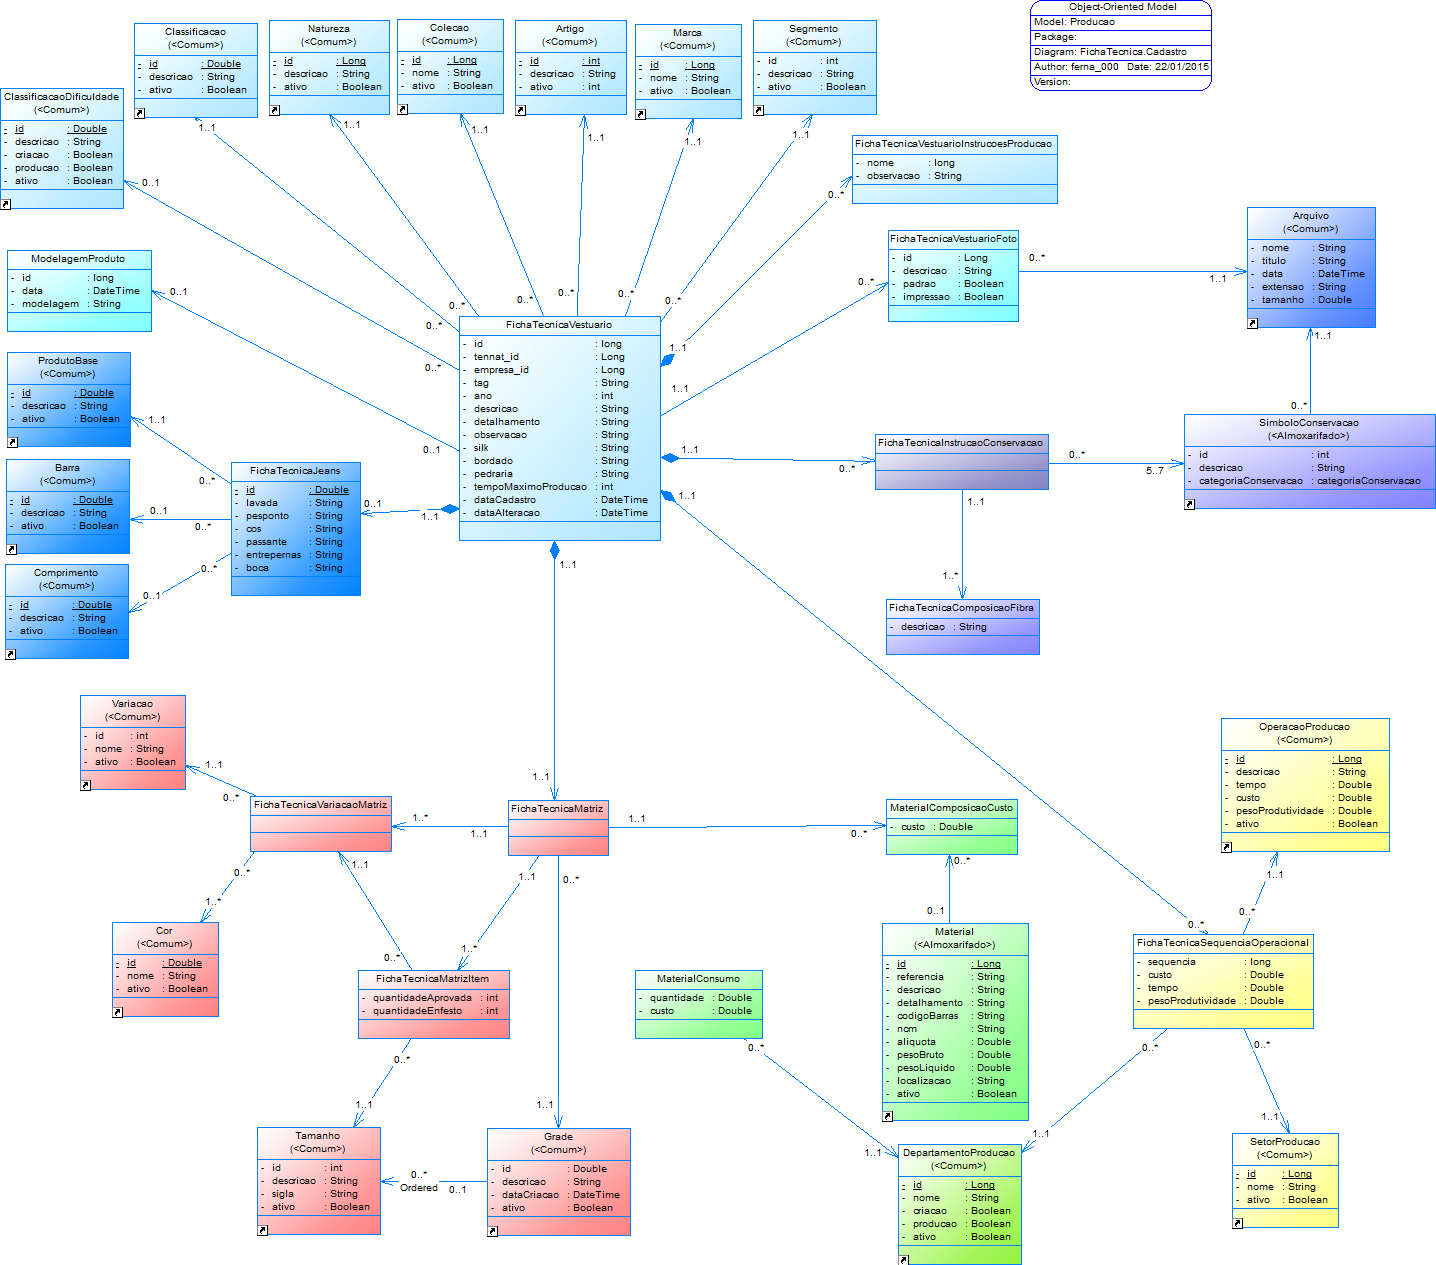 Object-Oriented Model
Model: Producao
Package:
Diagram: FichaTecnica.Cadastro
Author: ferna_000 Date: 22/01/2015
Version:
Classificacao
(<Comum>)
- id : Double
- descricao : String
- ativo : Boolean
1..1
0..*
Natureza
(<Comum>)
- id : Long
- descricao : String
- ativo : Boolean
1..1
0..*
Colecao
(<Comum>)
- id : Long
- nome : String
- ativo : Boolean
1..1
0..*
Artigo
(<Comum>)
- id : int
- descricao : String
- ativo : int
1..1
0..*
Marca
(<Comum>)
- id : Long
- nome : String
- ativo : Boolean
1..1
0..*
Segmento
(<Comum>)
- id : int
- descricao : String
- ativo : Boolean
1..1
0..*
ClassificacaoDificuldade
(<Comum>)
- id : Double
- descricao : String
- criacao : Boolean
- producao : Boolean
- ativo : Boolean
0..1
0..*
FichaTecnicaVestuarioInstrucoesProducao
- nome : long
- observacao : String
0..*
1..1
ModelagemProduto
- id : long
- data : DateTime
- modelagem : String
0..1
0..1
FichaTecnicaVestuarioFoto
- id : Long
- descricao : String
- padrao : Boolean
- impressao : Boolean
0..*
1..1
0..*
1..1
Arquivo
(<Comum>)
- nome : String
- titulo : String
- data : DateTime
- extensao : String
- tamanho : Double
1..1
0..*
FichaTecnicaVestuario
- id : long
- tennat_id : Long
- empresa_id : Long
- tag : String
- ano : int
- descricao : String
- detalhamento : String
- observacao : String
- silk : String
- bordado : String
- pedraria : String
- tempoMaximoProducao : int
- dataCadastro : DateTime
- dataAlteracao : DateTime
ProdutoBase
(<Comum>)
- id : Double
- descricao : String
- ativo : Boolean
1..1
0..*
Barra
(<Comum>)
- id : Double
- descricao : String
- ativo : Boolean
0..1
0..*
Comprimento
(<Comum>)
- id : Double
- descricao : String
- ativo : Boolean
0..1
0..*
FichaTecnicaJeans
- id : Double
- lavada : String
- pesponto : String
- cos : String
- passante : String
- entrepernas : String
- boca : String
0..1
1..1
FichaTecnicaInstrucaoConservacao
1..1
0..*
0..*
5..7
SimboloConservacao
(<Almoxarifado>)
- id : int
- descricao : String
- categoriaConservacao : categoriaConservacao
1..1
1..*
FichaTecnicaComposicaoFibra
- descricao : String
1..1
0..*
1..1
1..1
Variacao
(<Comum>)
- id : int
- nome : String
- ativo : Boolean
1..1
0..*
FichaTecnicaVariacaoMatriz
1..*
1..1
FichaTecnicaMatriz
1..1
0..*
MaterialComposicaoCusto
- custo : Double
0..*
0..1
OperacaoProducao
(<Comum>)
- id : Long
- descricao : String
- tempo : Double
- custo : Double
- pesoProdutividade : Double
- ativo : Boolean
1..1
0..*
0..*
1..*
1..1
0..*
1..1
1..*
0..*
1..1
Cor
(<Comum>)
- id : Double
- nome : String
- ativo : Boolean
FichaTecnicaMatrizItem
- quantidadeAprovada : int
- quantidadeEnfesto : int
0..*
1..1
MaterialConsumo
- quantidade : Double
- custo : Double
0..*
1..1
Material
(<Almoxarifado>)
- id : Long
- referencia : String
- descricao : String
- detalhamento : String
- codigoBarras : String
- ncm : String
- aliquota : Double
- pesoBruto : Double
- pesoLiquido : Double
- localizacao : String
- ativo : Boolean
FichaTecnicaSequenciaOperacional
- sequencia : long
- custo : Double
- tempo : Double
- pesoProdutividade : Double
0..*
1..1
0..*
1..1
Tamanho
(<Comum>)
- id : int
- descricao : String
- sigla : String
- ativo : Boolean
0..*
Ordered
0..1
Grade
(<Comum>)
- id : Double
- descricao : String
- dataCriacao : DateTime
- ativo : Boolean
DepartamentoProducao
(<Comum>)
- id : Long
- nome : String
- criacao : Boolean
- producao : Boolean
- ativo : Boolean
SetorProducao
(<Comum>)
- id : Long
- nome : String
- ativo : Boolean